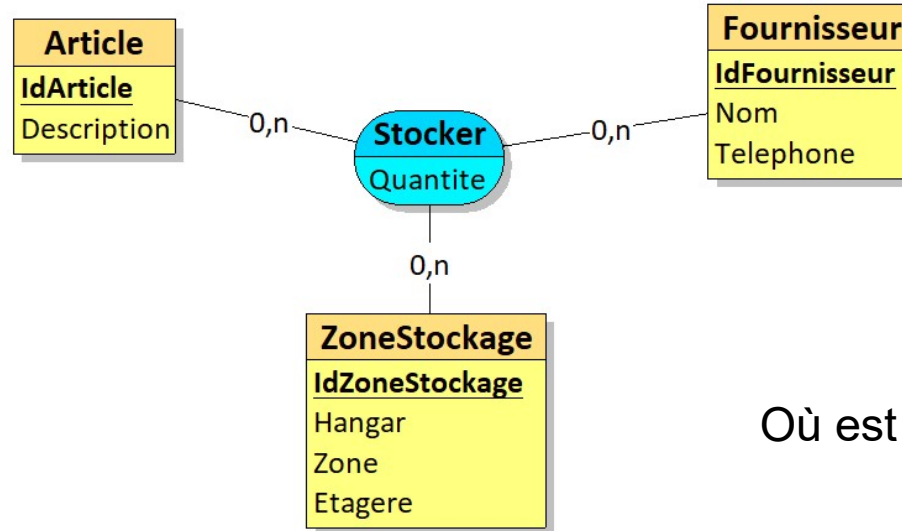 Article
IdArticle
Description
0,n
Stocker
Quantite
0,n
Fournisseur
IdFournisseur
Nom
Telephone
0,n
ZoneStockage
IdZoneStockage
Hangar
Zone
Etagere
Où est